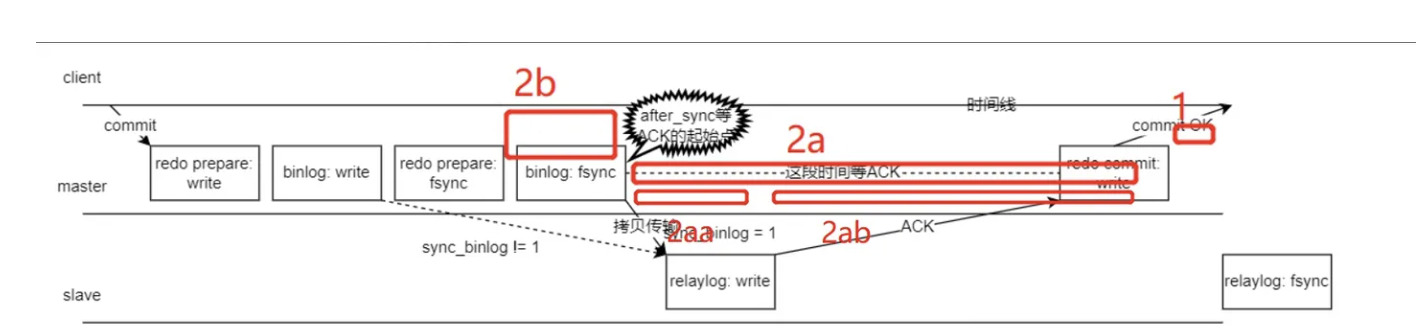 client
2b
after_sync等
ACK的起始点
时间线
1
commit
commit OK
2a
redo prepare:
write
binlog: write
redo prepare:
fsync
binlog: fsync
这段时间等ACK
redo commit:
write
master
拷贝传输
2aa
sync_binlog = 1
2ab
ACK
sync_binlog != 1
slave
relaylog: write
relaylog: fsync